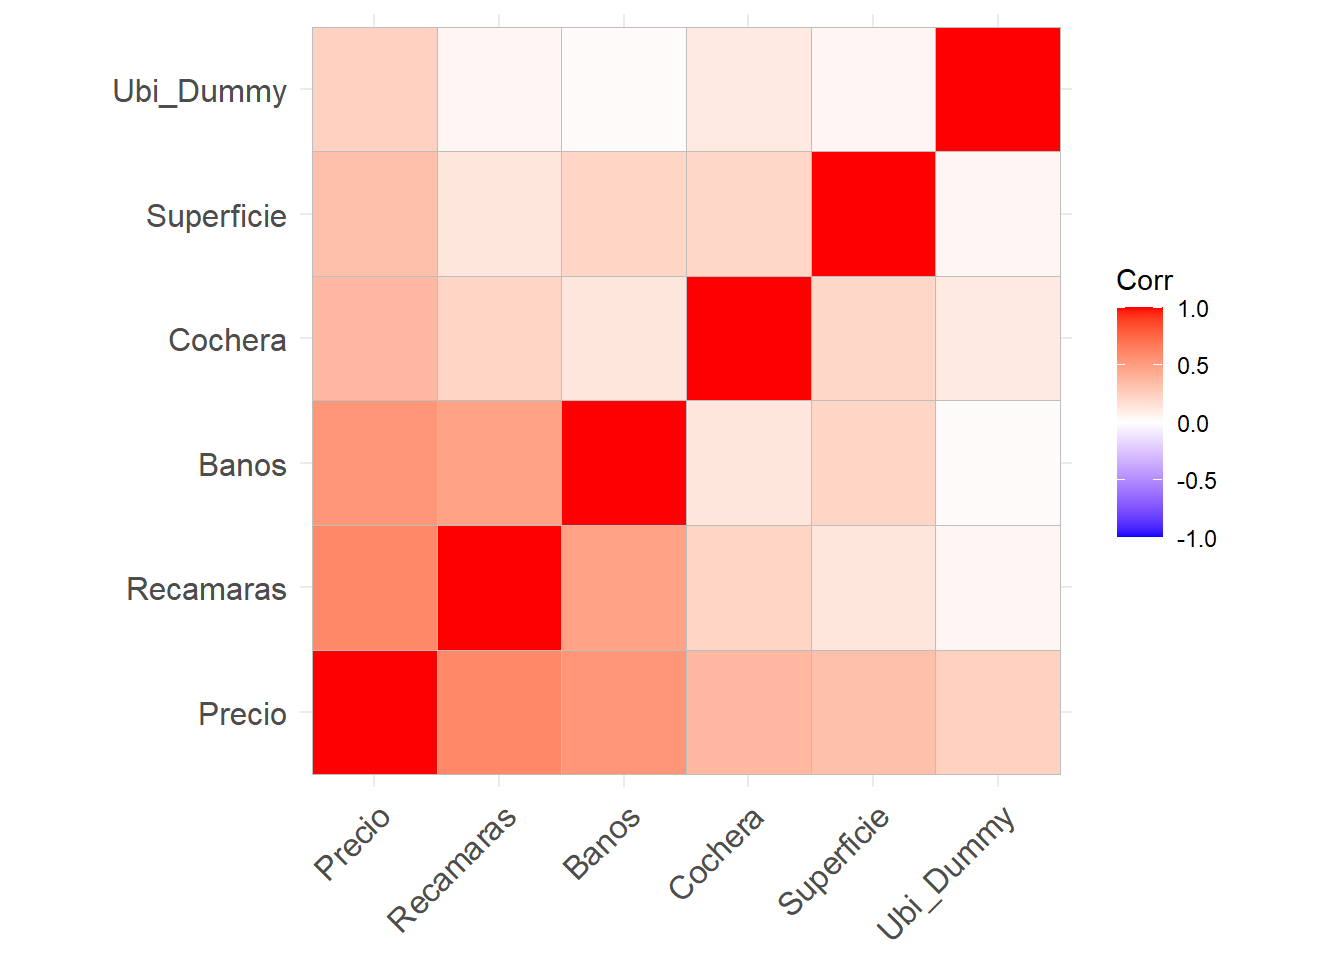 Ubi_Dummy
Superficie
Cochera
Banos
Recamaras
Precio
Precio
Recamaras
Banos
Cochera
Superficie
Ubi_Dummy
Corr
1.0
0.5
0.0
-0.5
-1.0